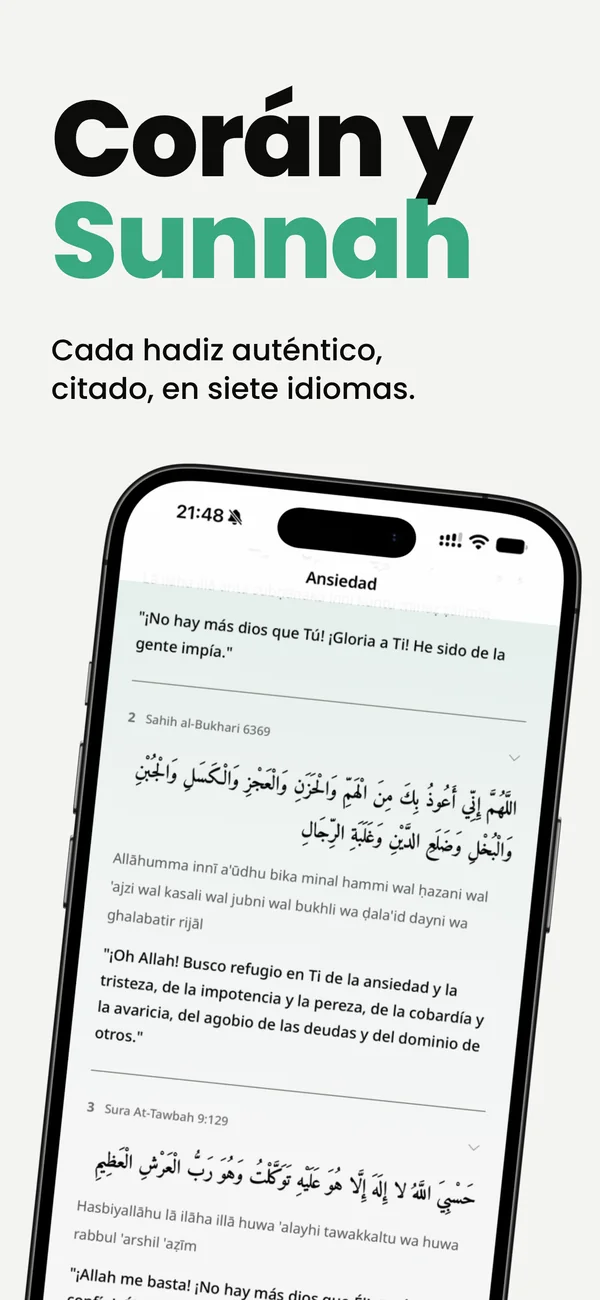 Corán y
Sunnah
Cada hadiz auténtico,
citado, en siete idiomas.
21:48
Ansiedad
"¡No hay más dios que Tú! ¡Gloria a Ti! He sido de la
gente impía."
2 Sahih al-Bukhari 6369
اللَّهُمَّ إِنِّي أَعُوذُ بِكَ مِنَ الْهَمِّ وَالْحَزَنِ وَالْعَجْزِ وَالْكَسَلِ وَالْجُبْنِ
وَالْبُخْلِ وَضَلَعِ الدَّيْنِ وَغَلَبَةِ الرِّجَالِ
Allāhumma innī a'ūdhu bika minal hammi wal ḥazani wal
'ajzi wal kasali wal jubni wal bukhli wa ḍala'id dayni wa
ghalabatir rijāl
"¡Oh Allah! Busco refugio en Ti de la ansiedad y la
tristeza, de la impotencia y la pereza, de la cobardía y
la avaricia, del agobio de las deudas y del dominio de
otros."
3 Sura At-Tawbah 9:129
حَسْبِيَ اللَّهُ لا إِلَهَ إِلَّا هُوَ عَلَيْهِ تَوَكَّلْتُ وَهُوَ رَبُّ الْعَرْشِ الْعَظِيمِ
Hasbiyallāhu lā ilāha illā huwa 'alayhi tawakkaltu wa huwa
rabbul 'arshil 'aẓīm
"¡Allah me basta! ¡No hay más dios que